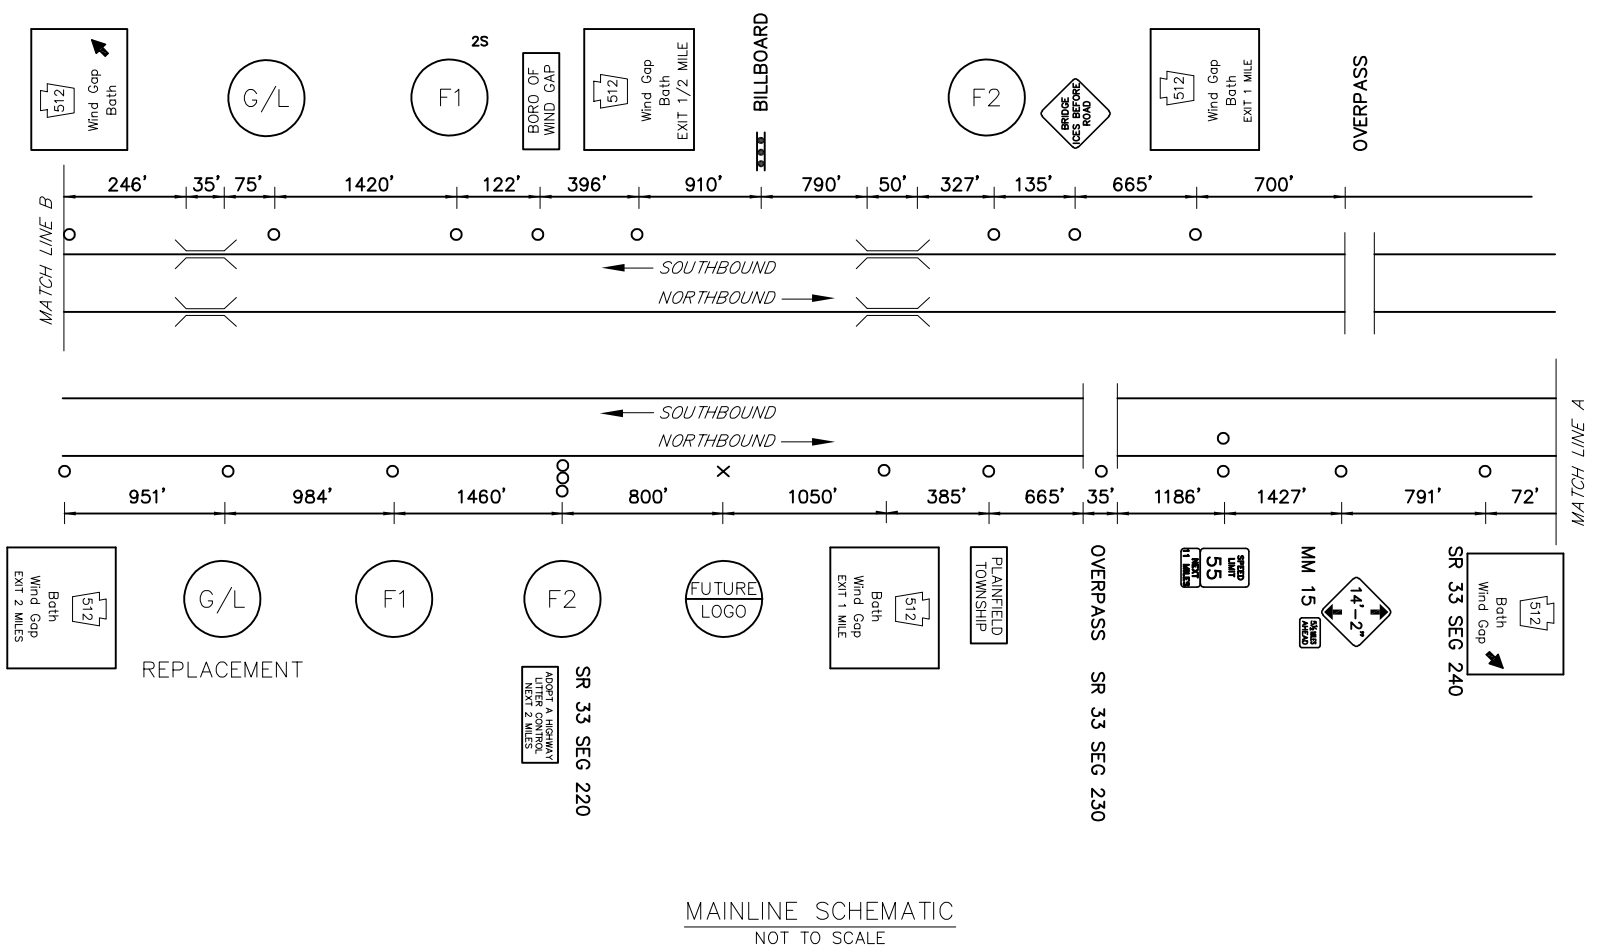 512
Wind Gap
Bath
G/L
F1
2S
BORO OF
WIND GAP
512
Wind Gap
Bath
EXIT 1/2 MILE
BILLBOARD
F2
BRIDGE
ICES BEFORE
ROAD
512
Wind Gap
Bath
EXIT 1 MILE
OVERPASS
246' 35' 75' 1420' 122' 396' 910' 790' 50' 327' 135' 665' 700'
MATCH LINE B
SOUTHBOUND
NORTHBOUND
SOUTHBOUND
NORTHBOUND
MATCH LINE A
951' 984' 1460' 800' 1050' 385' 665' 35' 1186' 1427' 791' 72'
512
Bath
Wind Gap
EXIT 2 MILES
G/L
REPLACEMENT
F1
F2
ADOPT A HIGHWAY
LITTER CONTROL
NEXT 2 MILES
SR 33 SEG 220
FUTURE
LOGO
512
Bath
Wind Gap
EXIT 1 MILE
PLAINFIELD
TOWNSHIP
OVERPASS SR 33 SEG 230
SPEED
LIMIT
55
NEXT
11 MILES
MM 15
14'-2"
AHEAD
SR 33 SEG 240
512
Bath
Wind Gap
MAINLINE SCHEMATIC
NOT TO SCALE